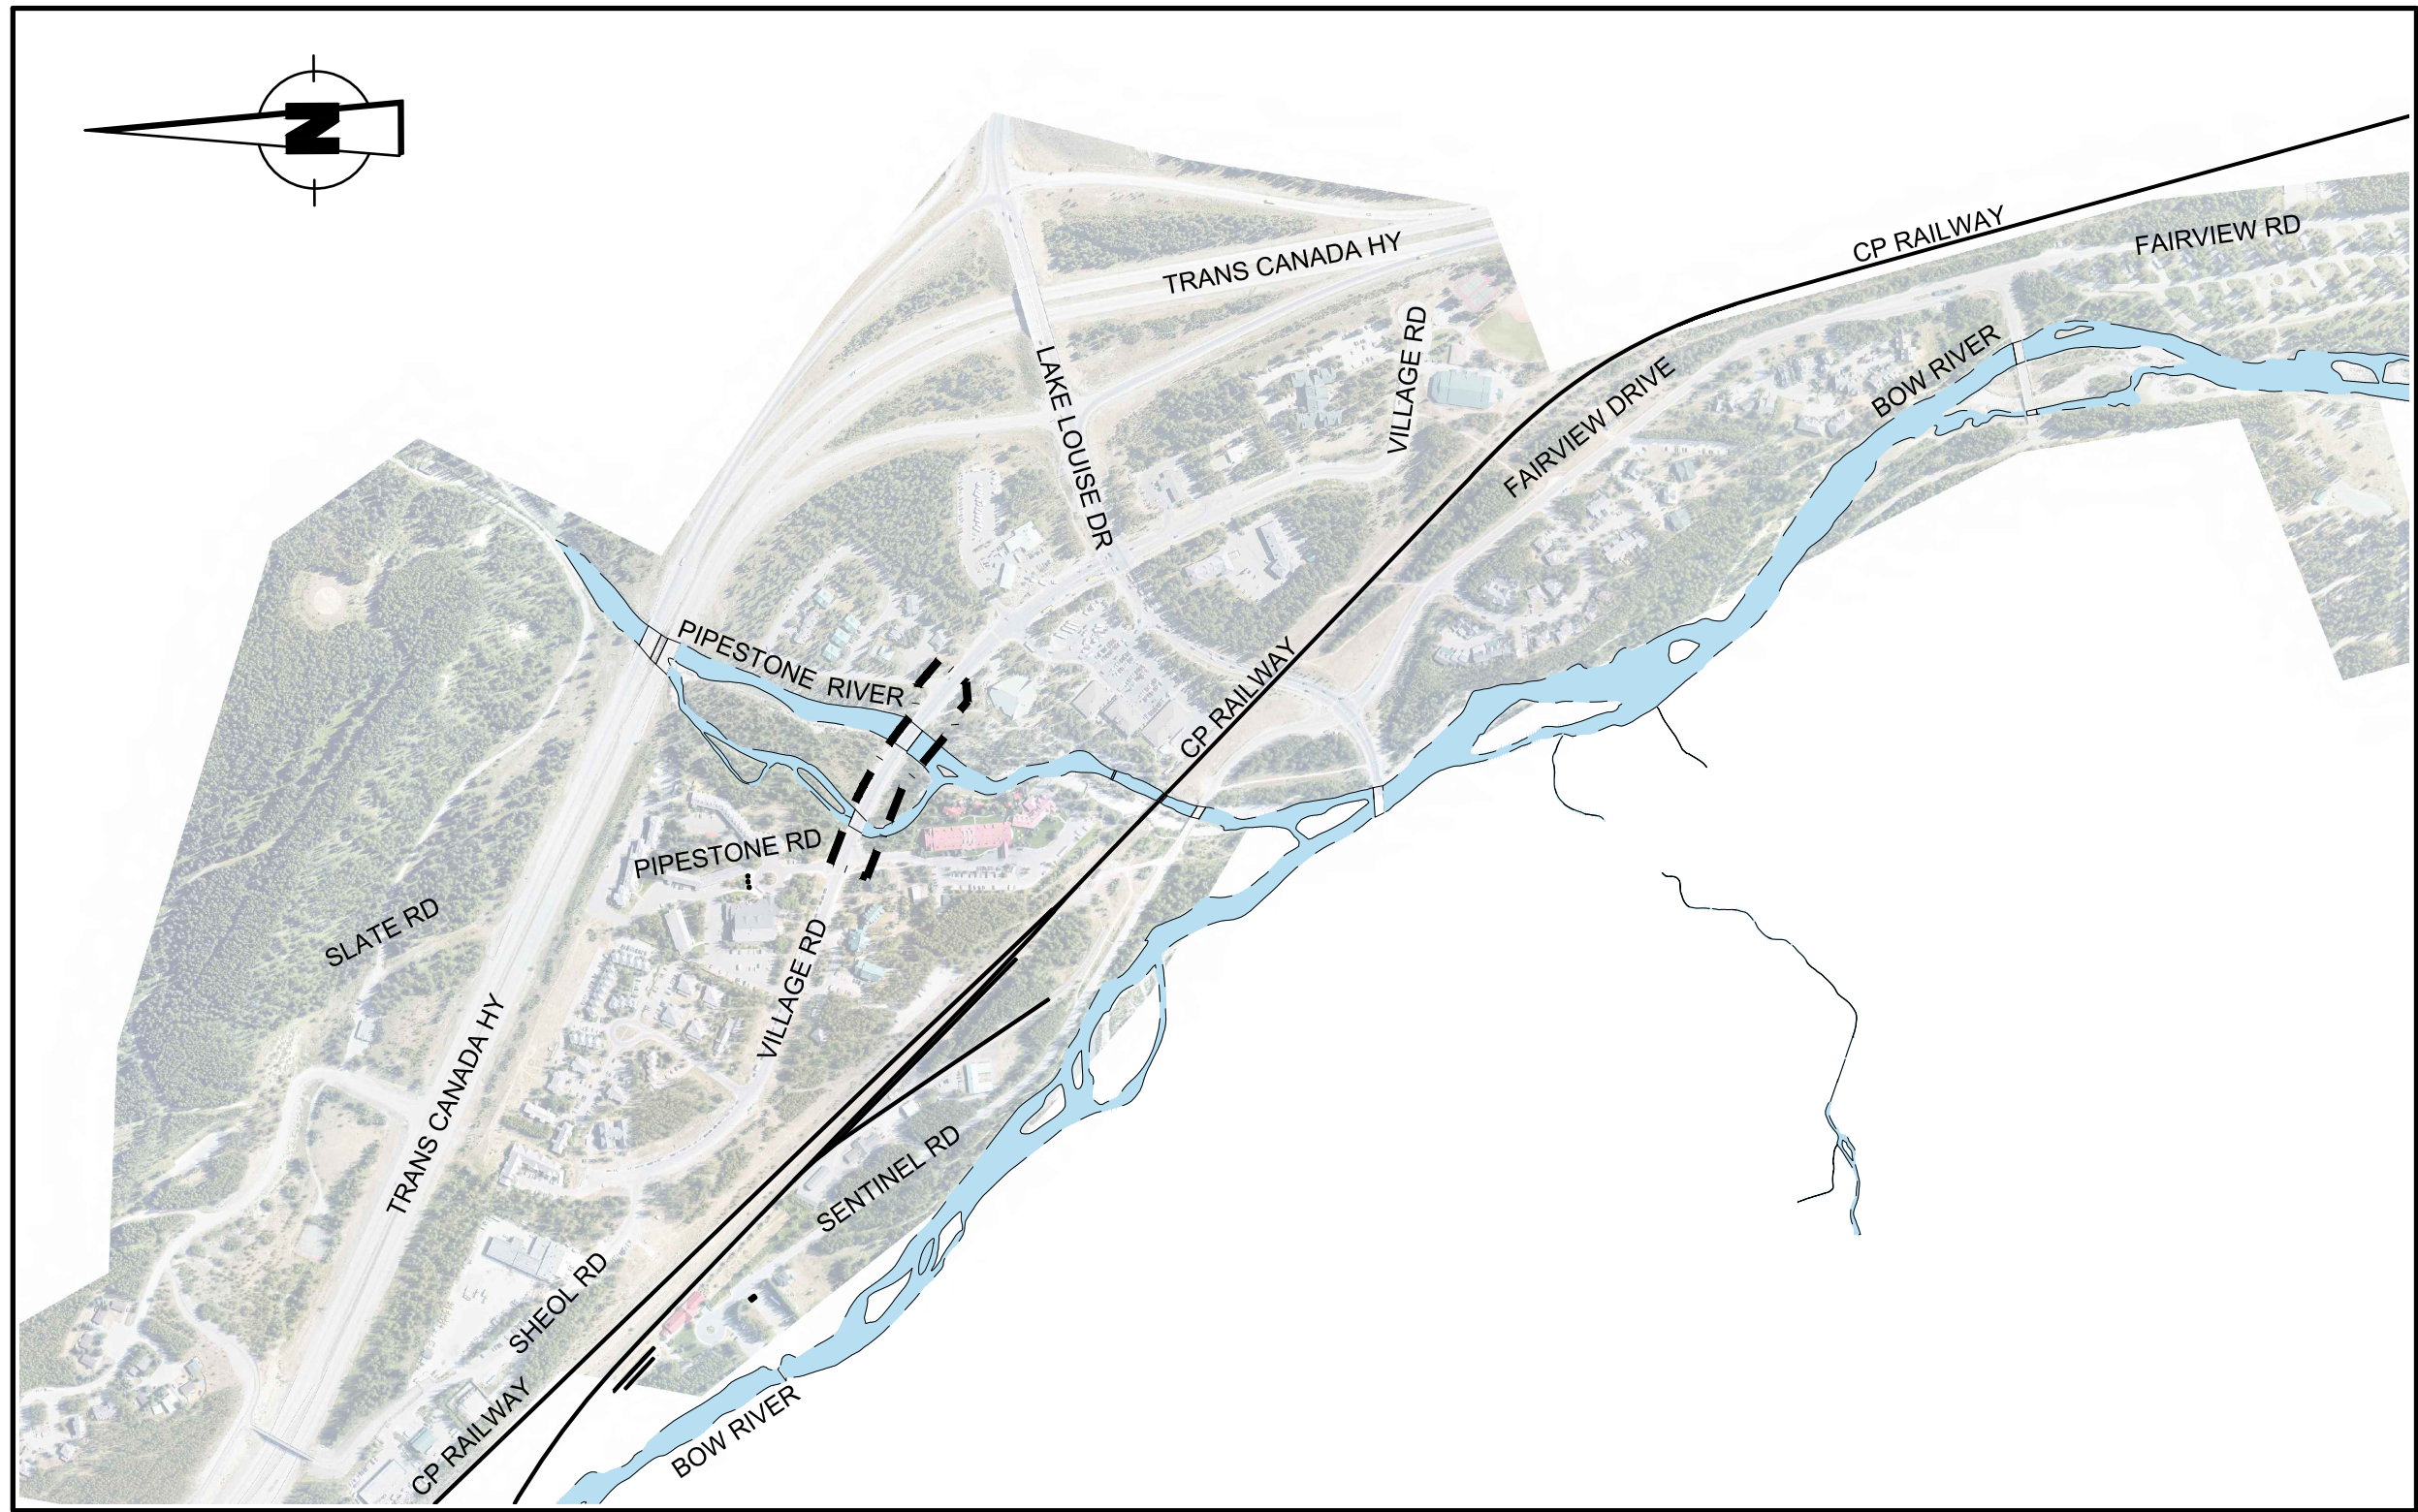 N
CP RAILWAY
FAIRVIEW RD
TRANS CANADA HY
VILLAGE RD
LAKE LOUISE DR
FAIRVIEW DRIVE
BOW RIVER
PIPESTONE RIVER
CP RAILWAY
PIPESTONE RD
SLATE RD
VILLAGE RD
TRANS CANADA HY
SENTINEL RD
SHEOL RD
CP RAILWAY
BOW RIVER